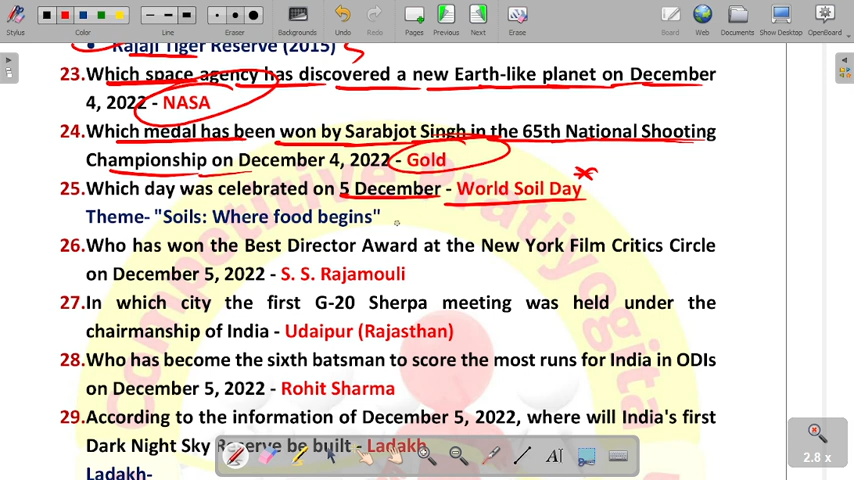 Stylus Color Line Eraser Backgrounds Undo Redo Pages Previous Next Erase Board Web Documents Show Desktop OpenBoard
• Rajaji Tiger Reserve (2015)
23.Which space agency has discovered a new Earth-like planet on December
4, 2022 - NASA
24.Which medal has been won by Sarabjot Singh in the 65th National Shooting
Championship on December 4, 2022 - Gold
25.Which day was celebrated on 5 December - World Soil Day
Theme- "Soils: Where food begins"
26.Who has won the Best Director Award at the New York Film Critics Circle
on December 5, 2022 - S. S. Rajamouli
27.In which city the first G-20 Sherpa meeting was held under the
chairmanship of India - Udaipur (Rajasthan)
28.Who has become the sixth batsman to score the most runs for India in ODIs
on December 5, 2022 - Rohit Sharma
29.According to the information of December 5, 2022, where will India's first
Dark Night Sky Reserve be built - Ladakh
Ladakh-
2.8 x